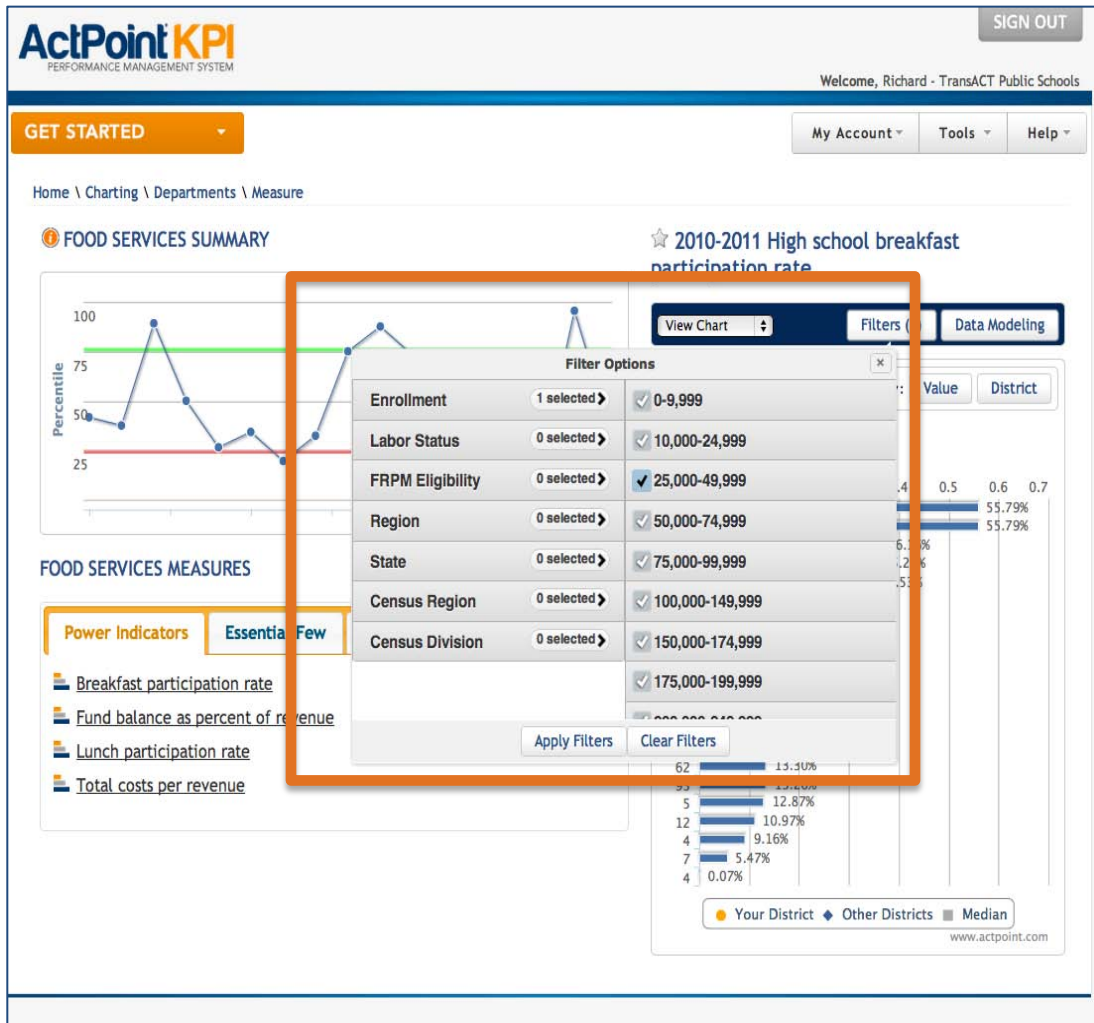 ActPoint KPI
PERFORMANCE MANAGEMENT SYSTEM
SIGN OUT
Welcome, Richard - TransACT Public Schools
GET STARTED
My Account
Tools
Help
Home \ Charting \ Departments \ Measure
FOOD SERVICES SUMMARY
100
75
50
25
Percentile
2010-2011 High school breakfast
participation rate
View Chart
Filters (
Data Modeling
Value
District
Filter Options
Enrollment 1 selected
Labor Status 0 selected
FRPM Eligibility 0 selected
Region 0 selected
State 0 selected
Census Region 0 selected
Census Division 0 selected
0-9,999
10,000-24,999
25,000-49,999
50,000-74,999
75,000-99,999
100,000-149,999
150,000-174,999
175,000-199,999
Apply Filters
Clear Filters
0.5 0.6 0.7
55.79%
55.79%
FOOD SERVICES MEASURES
Power Indicators
Essential Few
Breakfast participation rate
Fund balance as percent of revenue
Lunch participation rate
Total costs per revenue
62 13.30%
93
5 12.87%
12 10.97%
4 9.16%
7 5.47%
4 0.07%
Your District
Other Districts
Median
www.actpoint.com